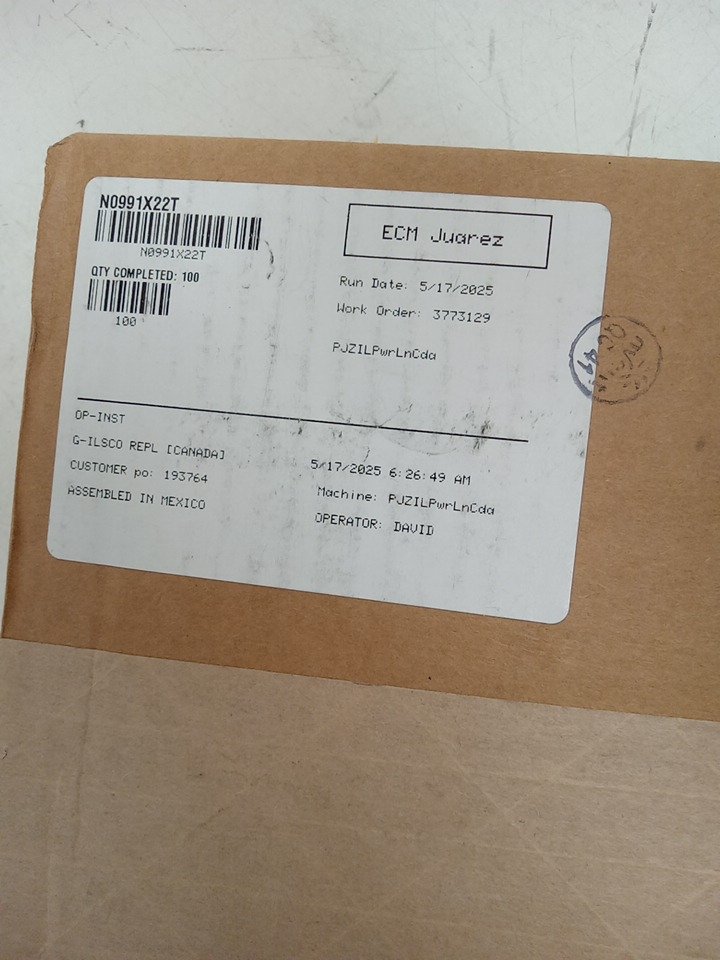 N0991X22T
N0991X22T
QTY COMPLETED: 100
100
ECM Juarez
Run Date: 5/17/2025
Work Order: 3773129
PJZILPwrLnCda
OP-INST
G-ILSCO REPL [CANADA]
CUSTOMER po: 193764
ASSEMBLED IN MEXICO
5/17/2025 6:26:49 AM
Machine: PJZILPwrLnCda
OPERATOR: DAVID